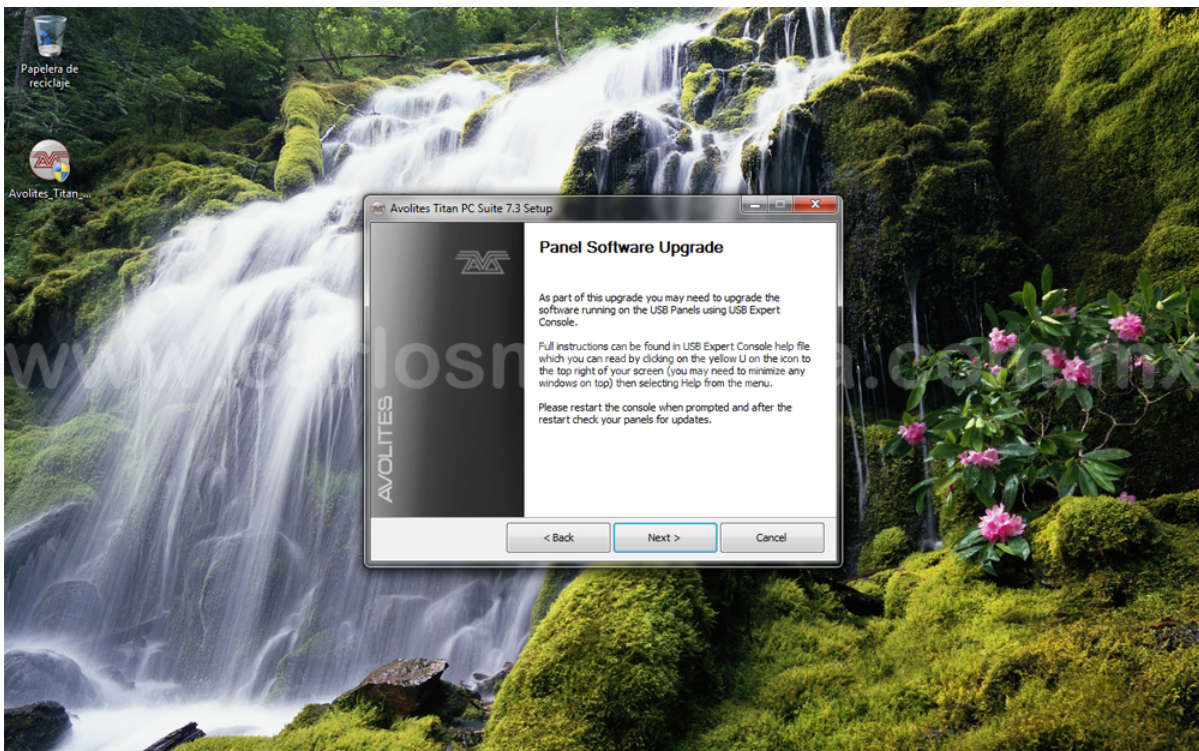 Papelera de
reciclaje
Avolites_Titan_...
Avolites Titan PC Suite 7.3 Setup
Panel Software Upgrade
As part of this upgrade you may need to upgrade the
software running on the USB Panels using USB Expert
Console.
Full instructions can be found in USB Expert Console help file
which you can read by clicking on the yellow U on the icon to
the top right of your screen (you may need to minimize any
windows on top) then selecting Help from the menu.
Please restart the console when prompted and after the
restart check your panels for updates.
AVOLITES
< Back
Next >
Cancel